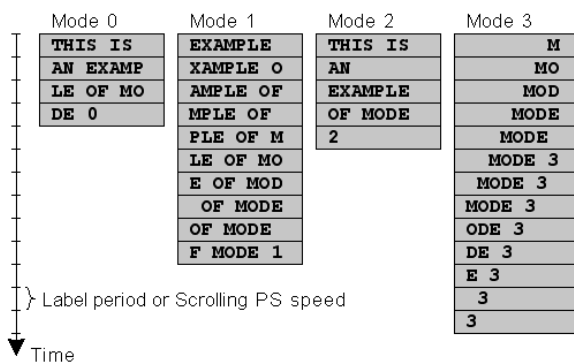 Mode 0
THIS IS
AN EXAMP
LE OF MO
DE 0
Mode 1
EXAMPLE
XAMPLE O
AMPLE OF
MPLE OF
PLE OF M
LE OF MO
E OF MOD
OF MODE
OF MODE
F MODE 1
Mode 2
THIS IS
AN
EXAMPLE
OF MODE
2
Mode 3
M
MO
MOD
MODE
MODE
MODE 3
MODE 3
MODE 3
ODE 3
DE 3
E 3
3
3
} Label period or Scrolling PS speed
Time